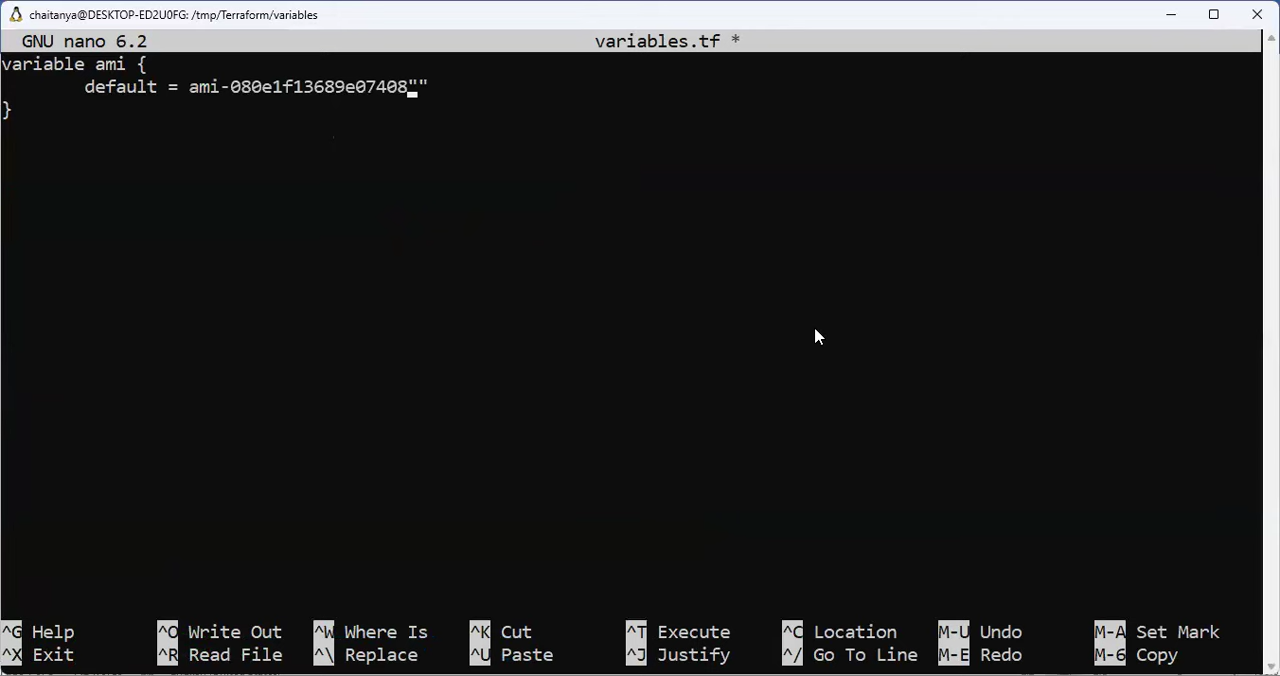 chaitanya@DESKTOP-ED2U0FG: /tmp/Terraform/variables
GNU nano 6.2 variables.tf *
variable ami {
default = ami-080e1f13689e07408""
}
^G Help ^O Write Out ^W Where Is ^K Cut ^T Execute ^C Location M-U Undo M-A Set Mark
^X Exit ^R Read File ^\ Replace ^U Paste ^J Justify ^/ Go To Line M-E Redo M-6 Copy